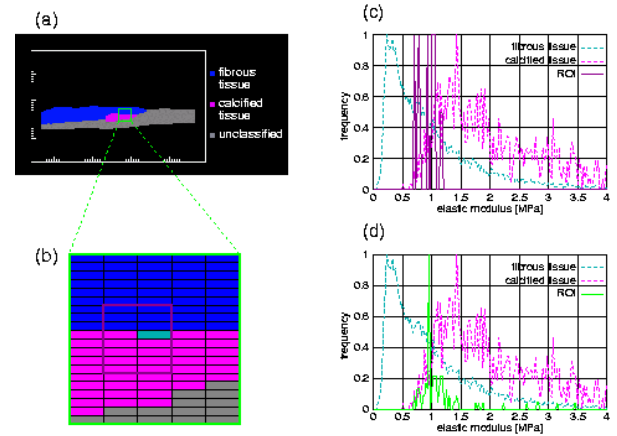 (a)
fibrous
tissue
calcified
tissue
unclassified
(b)
(c)
fibrous tissue
calcified tissue
ROI
frequency
1
0.8
0.6
0.4
0.2
0
0 0.5 1 1.5 2 2.5 3 3.5 4
elastic modulus [MPa]
(d)
fibrous tissue
calcified tissue
ROI
frequency
1
0.8
0.6
0.4
0.2
0
0 0.5 1 1.5 2 2.5 3 3.5 4
elastic modulus [MPa]